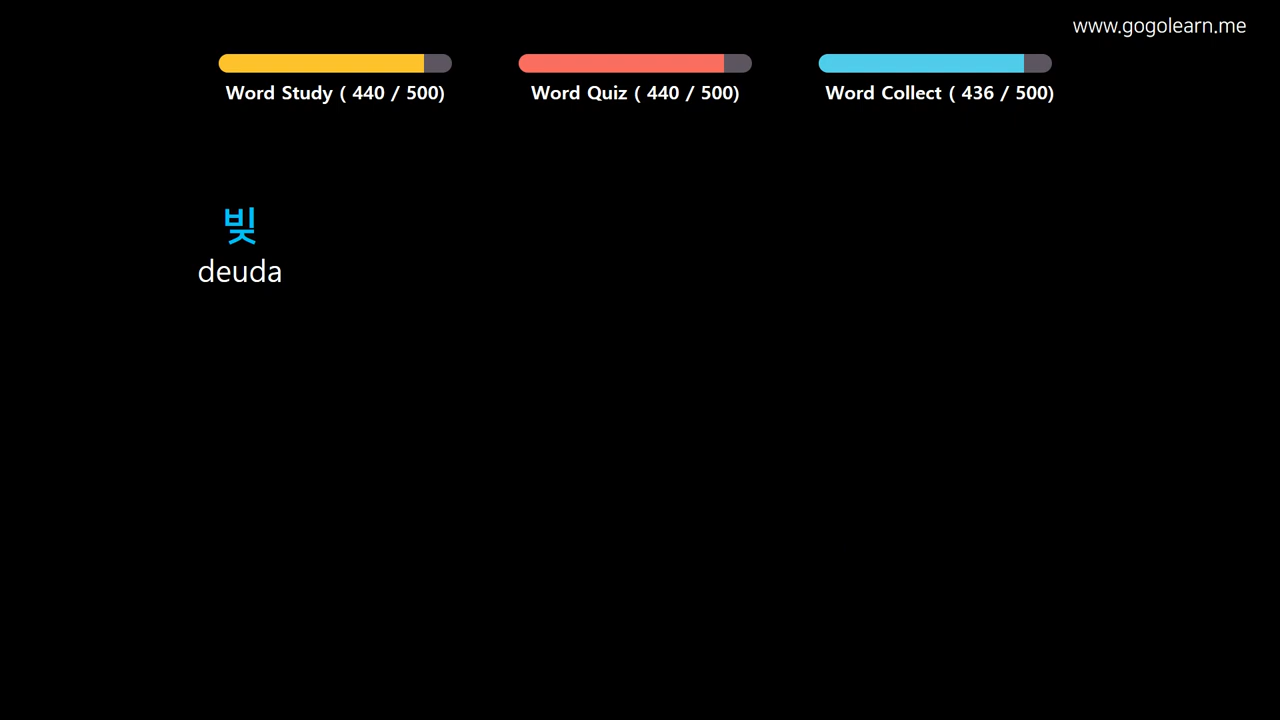 www.gogolearn.me
Word Study ( 440 / 500)
Word Quiz ( 440 / 500)
Word Collect ( 436 / 500)
빚
deuda